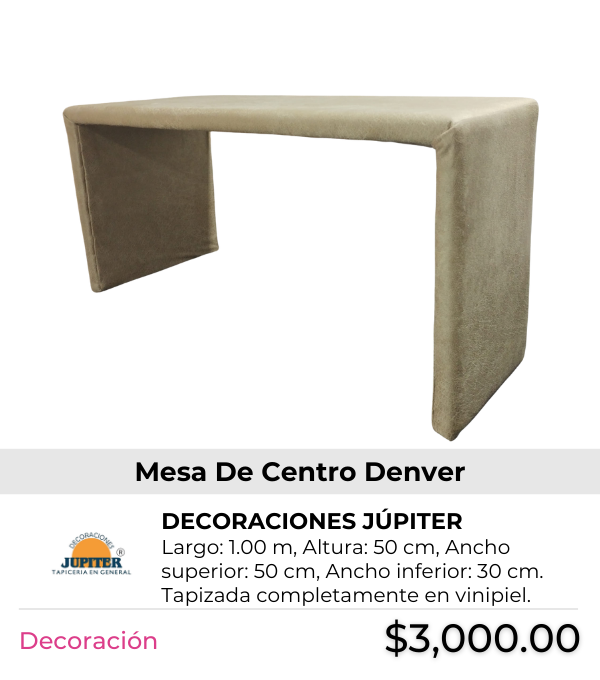 Mesa De Centro Denver
DECORACIONES JÚPITER
Largo: 1.00 m, Altura: 50 cm, Ancho
superior: 50 cm, Ancho inferior: 30 cm.
Tapizada completamente en vinipiel.
DECORACIONES
JUPITER ®
TAPICERIA EN GENERAL
Decoración
$3,000.00